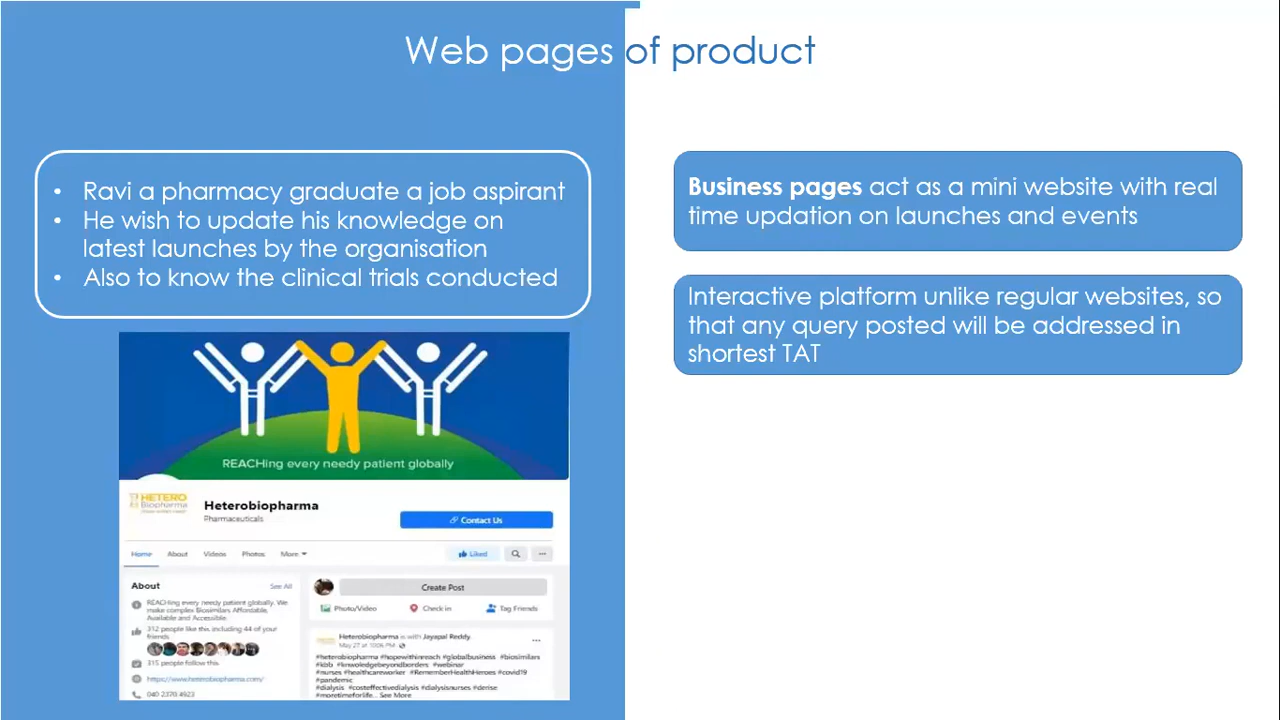 Web pages of product
• Ravi a pharmacy graduate a job aspirant
• He wish to update his knowledge on
latest launches by the organisation
• Also to know the clinical trials conducted
Business pages act as a mini website with real
time updation on launches and events
Interactive platform unlike regular websites, so
that any query posted will be addressed in
shortest TAT
REACHing every needy patient globally
HETERO
Biopharma
Heterobiopharma
Pharmaceuticals
Contact Us
Home About Videos Photos More
Liked
About See All
REACHing every needy patient globally. We
make complex Biosimilars Affordable,
Available and Accessible.
312 people like this including 44 of your
friends
315 people follow this
https://www.heterobiopharma.com/
040 2370 4923
Create Post
Photo/Video Check in Tag Friends
Heterobiopharma is with Jayapal Reddy.
May 27 at 10:06 PM
#heterobiopharma #hopewithinreach #globalbusiness #biosimilars
#kbb #knwoledgebeyondborders #webinar
#nurses #healthcareworker #RememberHealthHeroes #covid19
#pandemic
#dialysis #costeffectivedialysis #dialysisnurses #derise
#moretimeforlife... See More